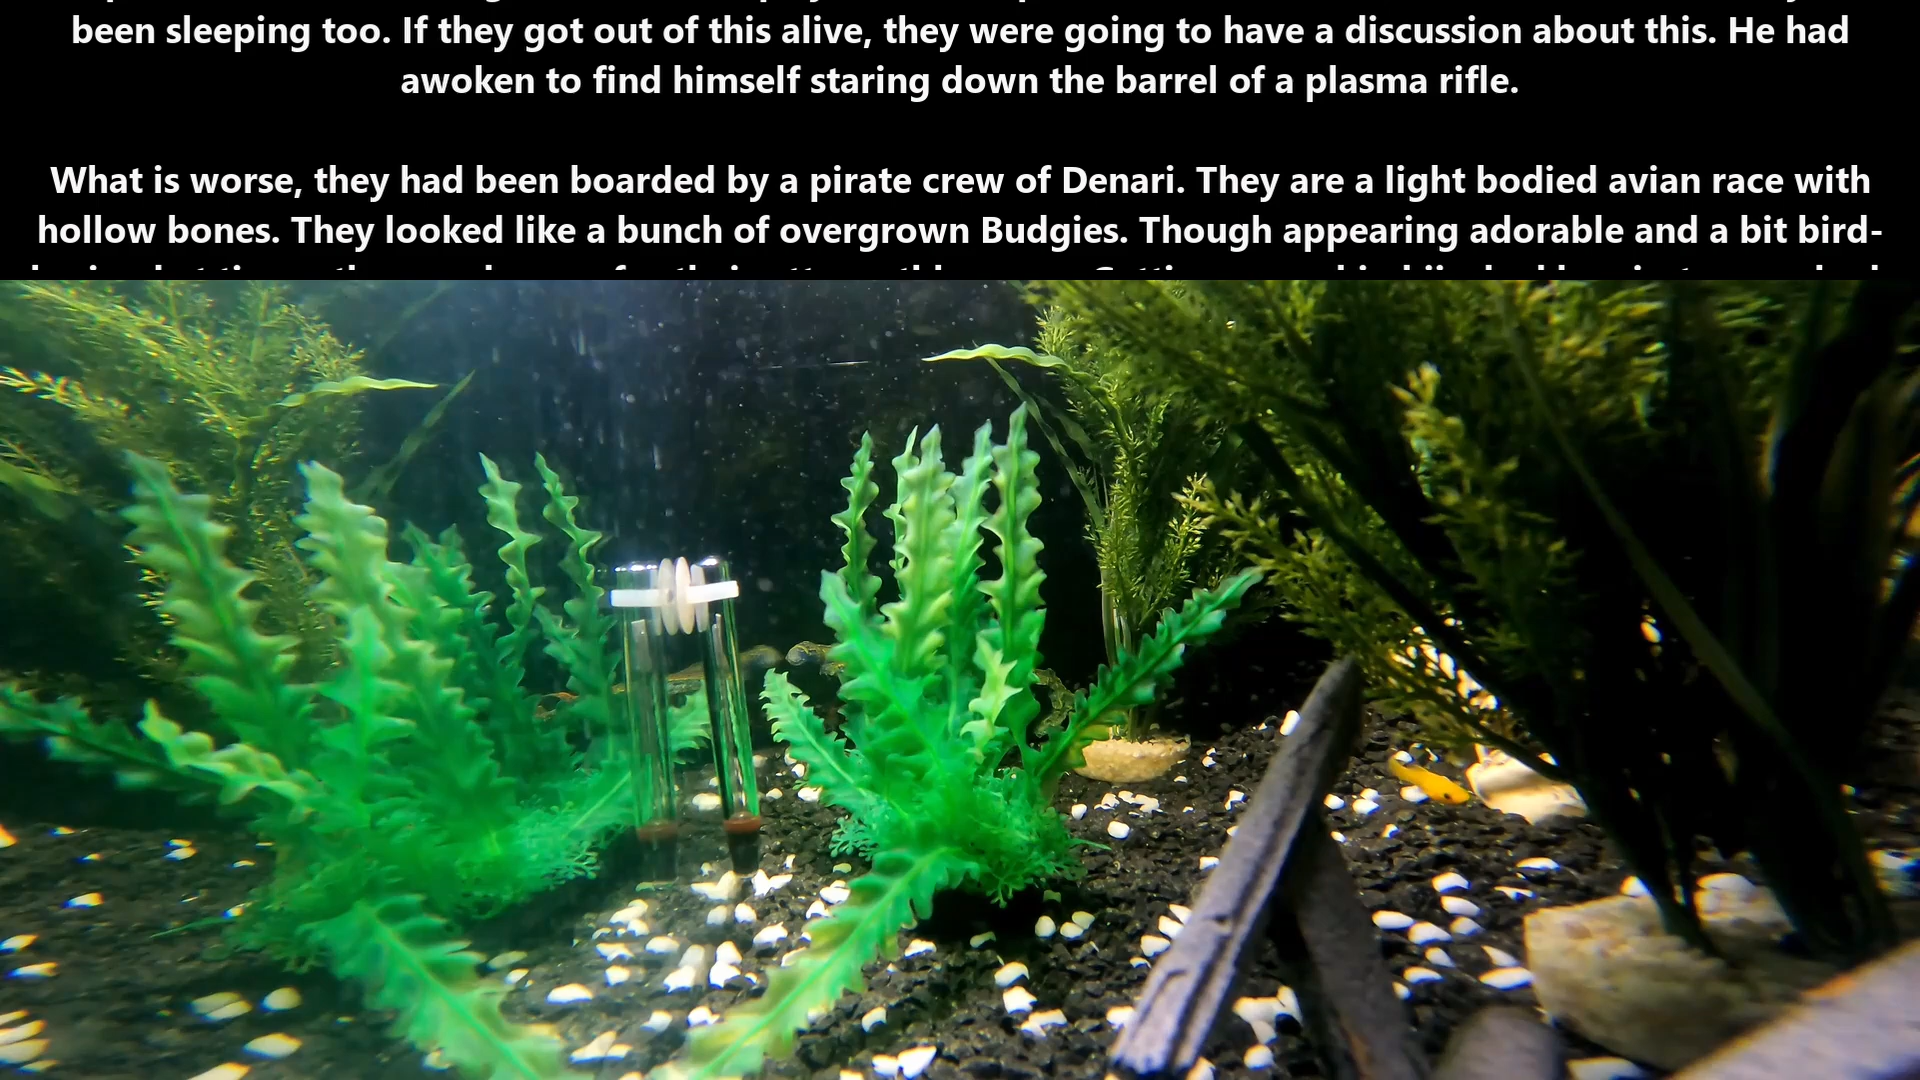 been sleeping too. If they got out of this alive, they were going to have a discussion about this. He had
awoken to find himself staring down the barrel of a plasma rifle.
What is worse, they had been boarded by a pirate crew of Denari. They are a light bodied avian race with
hollow bones. They looked like a bunch of overgrown Budgies. Though appearing adorable and a bit bird-